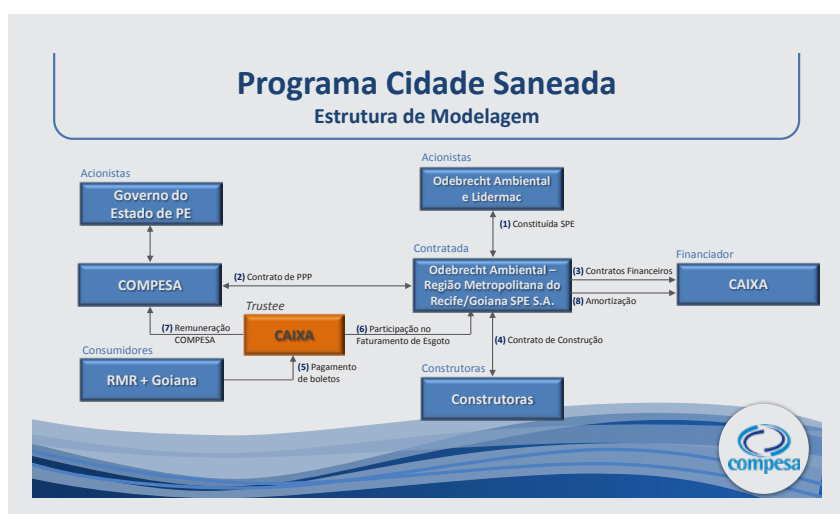 Programa Cidade Saneada
Estrutura de Modelagem
Acionistas
Governo do
Estado de PE
Acionistas
Odebrecht Ambiental
e Lidermac
(1) Constituída SPE
COMPESA
(2) Contrato de PPP
Contratada
Odebrecht Ambiental –
Região Metropolitana do
Recife/Goiana SPE S.A.
(3) Contratos Financeiros
(8) Amortização
Financiador
CAIXA
Trustee
CAIXA
(7) Remuneração
COMPESA
(6) Participação no
Faturamento de Esgoto
(4) Contrato de Construção
Consumidores
RMR + Goiana
(5) Pagamento
de boletos
Construtoras
Construtoras
compesa